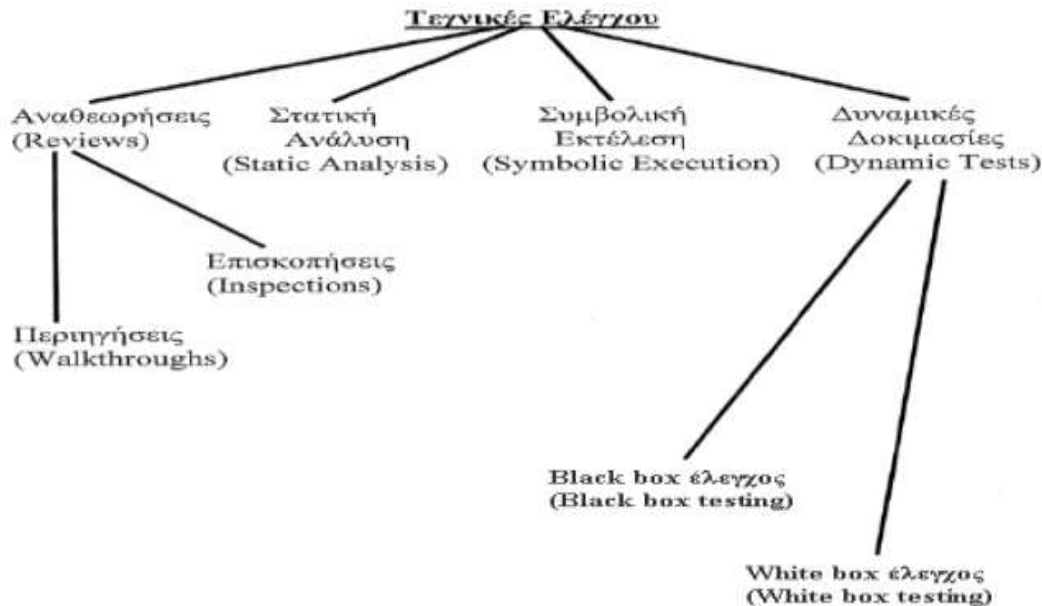 Τεχνικές Ελέγχου
Αναθεωρήσεις
(Reviews)
Στατική
Ανάλυση
(Static Analysis)
Συμβολική
Εκτέλεση
(Symbolic Execution)
Δυναμικές
Δοκιμασίες
(Dynamic Tests)
Επισκοπήσεις
(Inspections)
Περιηγήσεις
(Walkthroughs)
Black box έλεγχος
(Black box testing)
White box έλεγχος
(White box testing)